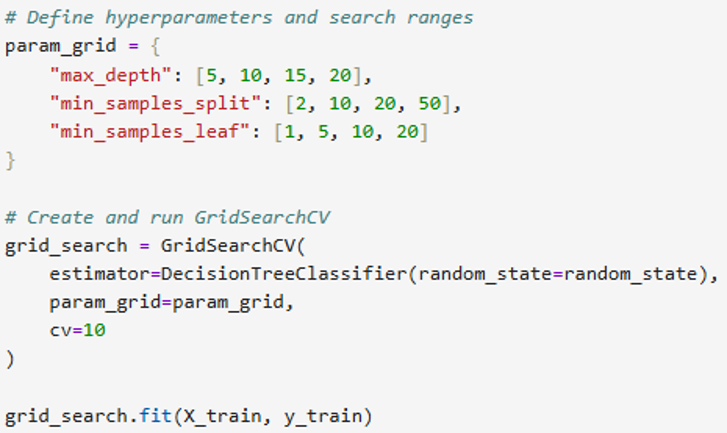 # Define hyperparameters and search ranges
param_grid = {
    "max_depth": [5, 10, 15, 20],
    "min_samples_split": [2, 10, 20, 50],
    "min_samples_leaf": [1, 5, 10, 20]
}

# Create and run GridSearchCV
grid_search = GridSearchCV(
    estimator=DecisionTreeClassifier(random_state=random_state),
    param_grid=param_grid,
    cv=10
)

grid_search.fit(X_train, y_train)